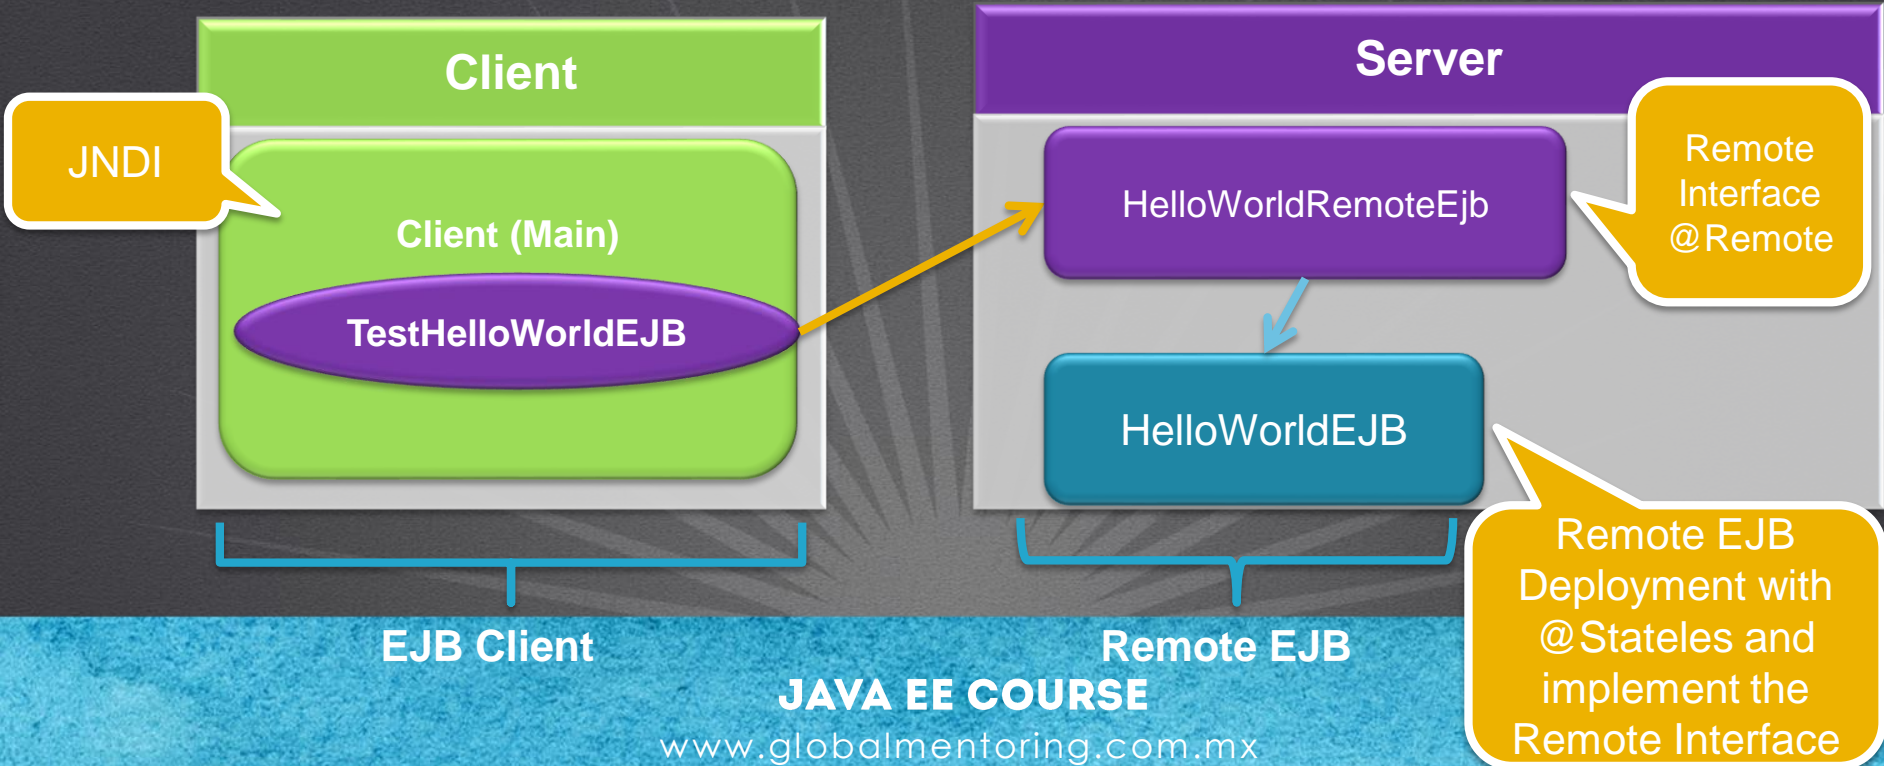 Client
JNDI
Client (Main)
TestHelloWorldEJB
EJB Client
Server
HelloWorldRemoteEjb
Remote
Interface
@Remote
HelloWorldEJB
Remote EJB
Deployment with
@Stateles and
implement the
Remote Interface
Remote EJB
JAVA EE COURSE
www.globalmentoring.com.mx